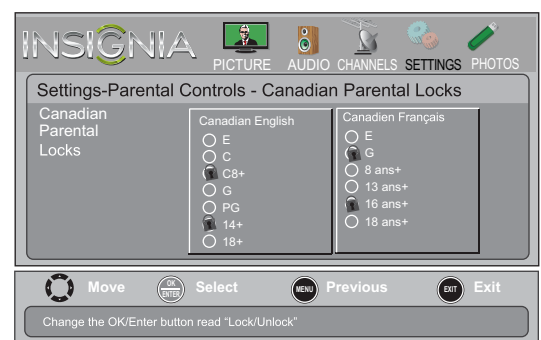 INSIGNIA
PICTURE AUDIO CHANNELS SETTINGS PHOTOS
Settings-Parental Controls - Canadian Parental Locks
Canadian
Parental
Locks
Canadian English
E
C
C8+
G
PG
14+
18+
Canadien Français
E
G
8 ans+
13 ans+
16 ans+
18 ans+
Move OK ENTER Select MENU Previous EXIT Exit
Change the OK/Enter button read “Lock/Unlock”